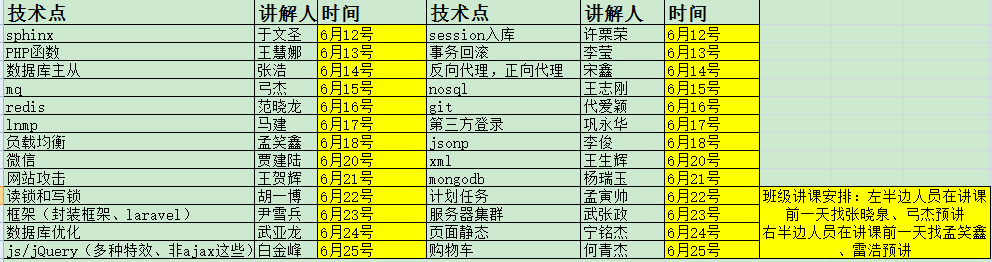 技术点 讲解人 时间 技术点 讲解人 时间
sphinx 于文圣 6月12号 session入库 许栗荣 6月12号
PHP函数 王慧娜 6月13号 事务回滚 李莹 6月13号
数据库主从 张浩 6月14号 反向代理,正向代理 宋鑫 6月14号
mq 弓杰 6月15号 nosql 王志刚 6月15号
redis 范晓龙 6月16号 git 代爱颖 6月16号
lnmp 马建 6月17号 第三方登录 巩永华 6月17号
负载均衡 孟笑鑫 6月18号 jsonp 李俊 6月18号
微信 贾建陆 6月20号 xml 王生辉 6月20号
网站攻击 王贺辉 6月21号 mongodb 杨瑞玉 6月21号
读锁和写锁 胡一博 6月22号 计划任务 孟寅帅 6月22号
框架(封装框架、laravel) 尹雪兵 6月23号 服务器集群 武张政 6月23号
数据库优化 武亚龙 6月24号 页面静态 宁铭杰 6月24号
js/jQuery(多种特效、非ajax这些) 白金峰 6月25号 购物车 何青杰 6月25号
班级讲课安排:左半边人员在讲课
前一天找张晓泉、弓杰预讲
右半边人员在讲课前一天找孟笑鑫
、雷浩预讲